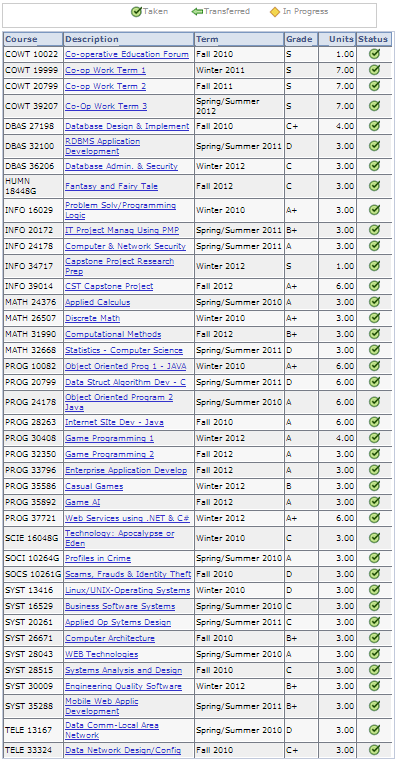 Taken Transferred In Progress
Course Description Term Grade Units Status
COWT 10022 Co-operative Education Forum Fall 2010 S 1.00
COWT 19999 Co-op Work Term 1 Winter 2011 S 7.00
COWT 20799 Co-op Work Term 2 Fall 2011 S 7.00
COWT 39207 Co-Op Work Term 3 Spring/Summer 2012 S 7.00
DBAS 27198 Database Design & Implement Fall 2010 C+ 4.00
DBAS 32100 RDBMS Application Development Spring/Summer 2011 D 3.00
DBAS 36206 Database Admin. & Security Winter 2012 C 3.00
HUMN 18448G Fantasy and Fairy Tale Fall 2012 C 3.00
INFO 16029 Problem Solv/Programming Logic Winter 2010 A+ 3.00
INFO 20172 IT Project Manag Using PMP Spring/Summer 2011 B+ 3.00
INFO 24178 Computer & Network Security Spring/Summer 2011 A 3.00
INFO 34717 Capstone Project Research Prep Winter 2012 S 1.00
INFO 39014 CST Capstone Project Fall 2012 A+ 6.00
MATH 24376 Applied Calculus Spring/Summer 2010 A 3.00
MATH 26507 Discrete Math Winter 2010 A+ 3.00
MATH 31990 Computational Methods Fall 2012 B+ 3.00
MATH 32668 Statistics - Computer Science Spring/Summer 2011 D 3.00
PROG 10082 Object Oriented Prog 1 - JAVA Winter 2010 A+ 6.00
PROG 20799 Data Struct Algorithm Dev - C Spring/Summer 2011 D 6.00
PROG 24178 Object Oriented Program 2 Java Spring/Summer 2010 A 6.00
PROG 28263 Internet SIte Dev - Java Fall 2010 A 6.00
PROG 30408 Game Programming 1 Winter 2012 A 4.00
PROG 32350 Game Programming 2 Fall 2012 A 3.00
PROG 33796 Enterprise Application Develop Fall 2012 A 3.00
PROG 35586 Casual Games Winter 2012 B 3.00
PROG 35892 Game AI Fall 2012 A 3.00
PROG 37721 Web Services using .NET & C# Winter 2012 A+ 6.00
SCIE 16048G Technology: Apocalypse or Eden Winter 2010 C 3.00
SOCI 10264G Profiles in Crime Spring/Summer 2010 A 3.00
SOCS 10261G Scams, Frauds & Identity Theft Fall 2010 D 3.00
SYST 13416 Linux/UNIX-Operating Systems Winter 2010 D 3.00
SYST 16529 Business Software Systems Spring/Summer 2010 C 3.00
SYST 20261 Applied Op Sytems Design Spring/Summer 2011 C 3.00
SYST 26671 Computer Architecture Fall 2010 B+ 3.00
SYST 28043 WEB Technologies Spring/Summer 2010 A 3.00
SYST 28515 Systems Analysis and Design Fall 2010 C 3.00
SYST 30009 Engineering Quality Software Winter 2012 B+ 3.00
SYST 35288 Mobile Web Applic Development Spring/Summer 2011 B+ 3.00
TELE 13167 Data Comm-Local Area Network Spring/Summer 2010 D 3.00
TELE 33324 Data Network Design/Config Fall 2010 C+ 3.00